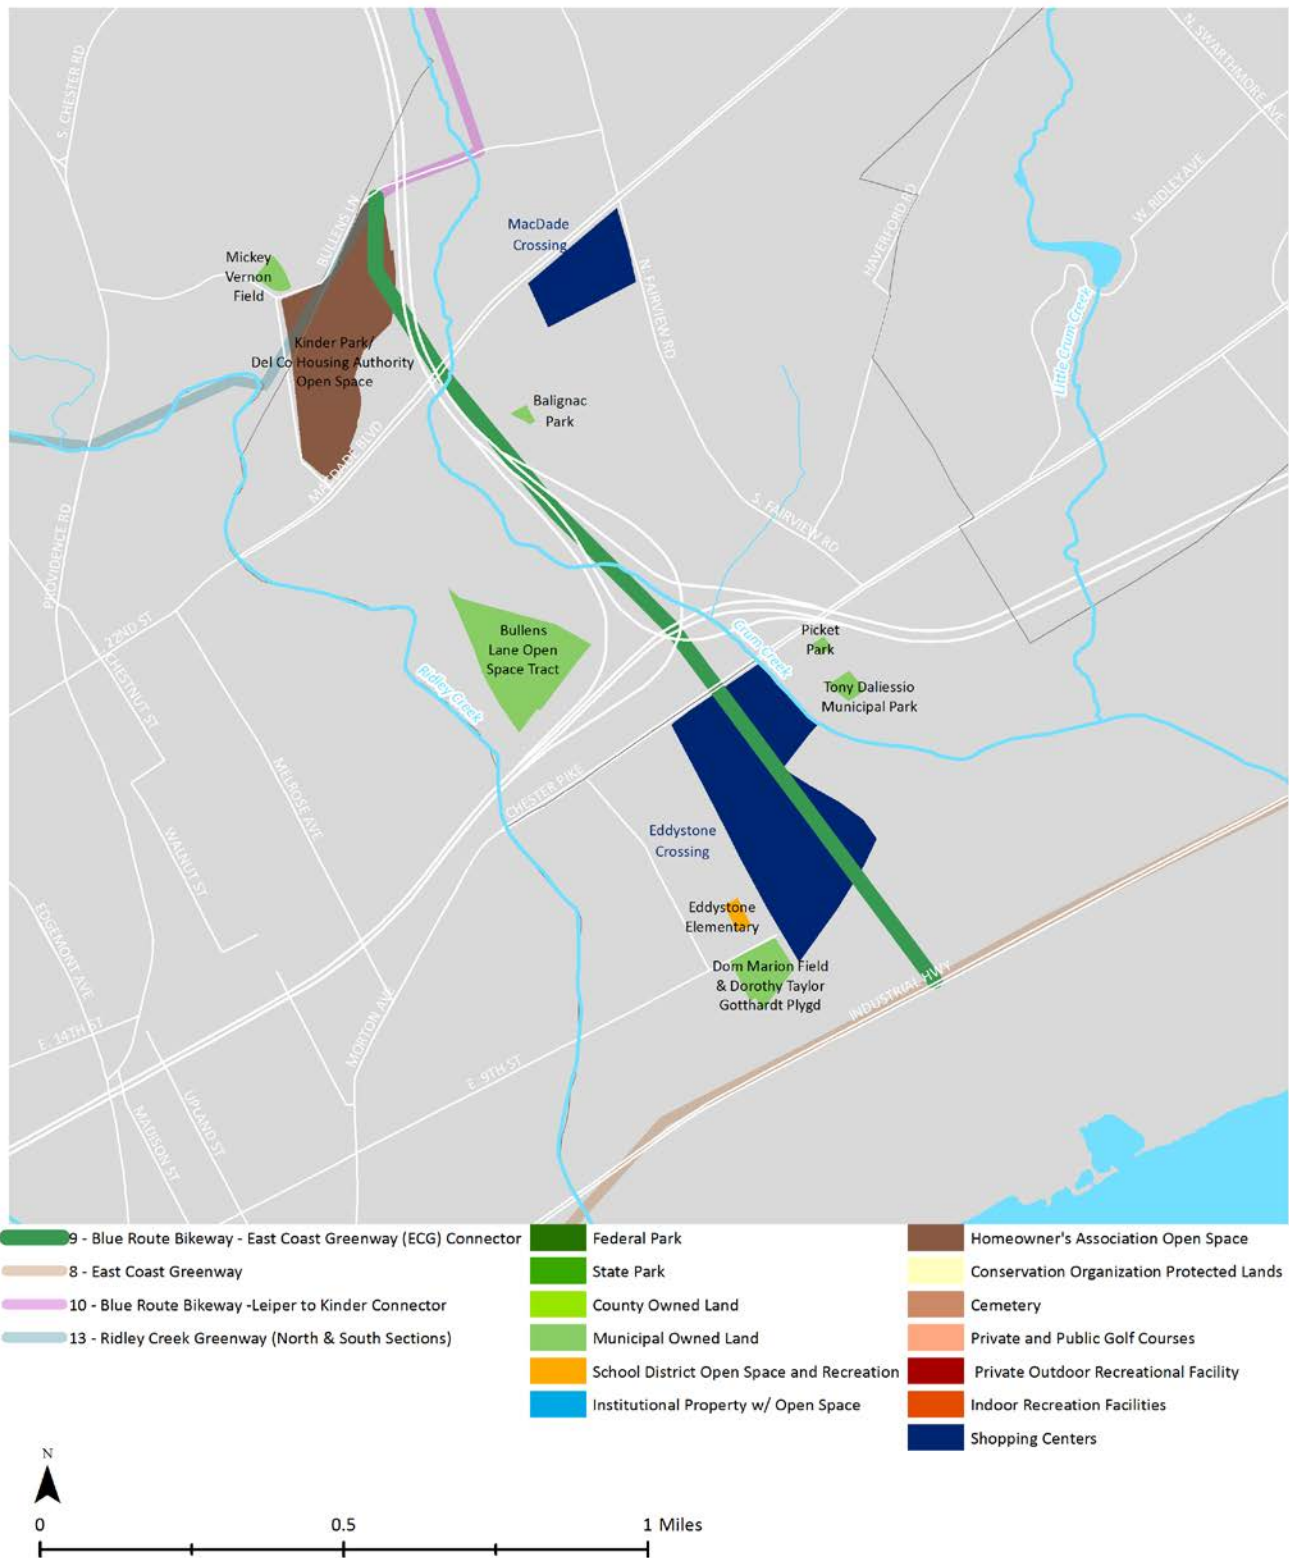 S. CHESTER RD
N. SWARTHMORE AVE
W. RIDLEY AVE
HAVERFORD RD
BULLENS LN
MacDade
Crossing
Mickey
Vernon
Field
N. FAIRVIEW RD
Little Crum Creek
Kinder Park/
Del Co Housing Authority
Open Space
Balignac
Park
MACDADE BLVD
S. FAIRVIEW RD
PROVIDENCE RD
22ND ST
CHESTNUT ST
Bullens
Lane Open
Space Tract
Crum Creek
Picket
Park
Ridley Creek
Tony Daliessio
Municipal Park
MELROSE AVE
CHESTER PIKE
WALNUT ST
Eddystone
Crossing
EDGEMONT AVE
Eddystone
Elementary
Dom Marion Field
& Dorothy Taylor
Gotthardt Plygd
INDUSTRIAL HWY
E. 14TH ST
MORTON AVE
E. 9TH ST
MADISON ST
UPLAND ST
9 - Blue Route Bikeway - East Coast Greenway (ECG) Connector
8 - East Coast Greenway
10 - Blue Route Bikeway -Leiper to Kinder Connector
13 - Ridley Creek Greenway (North & South Sections)
Federal Park
State Park
County Owned Land
Municipal Owned Land
School District Open Space and Recreation
Institutional Property w/ Open Space
Homeowner's Association Open Space
Conservation Organization Protected Lands
Cemetery
Private and Public Golf Courses
Private Outdoor Recreational Facility
Indoor Recreation Facilities
Shopping Centers
N
0 0.5 1 Miles